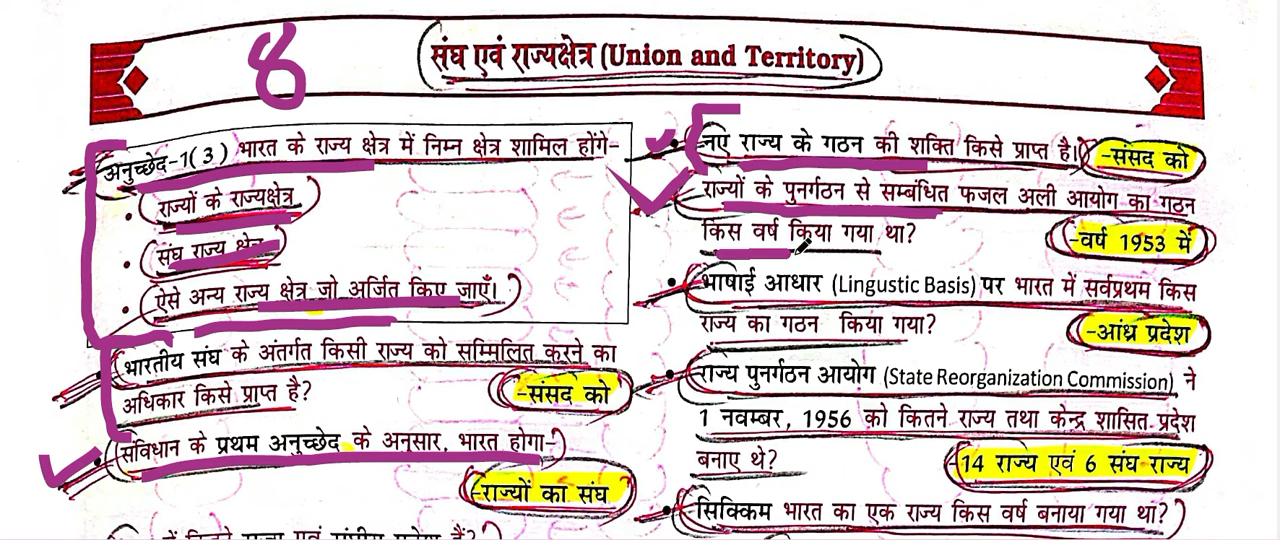 8
संघ एवं राज्यक्षेत्र (Union and Territory)
अनुच्छेद-1(3) भारत के राज्य क्षेत्र में निम्न क्षेत्र शामिल होंगे-
• राज्यों के राज्यक्षेत्र
• संघ राज्य क्षेत्र
• ऐसे अन्य राज्य क्षेत्र जो अर्जित किए जाएँ।
भारतीय संघ के अंतर्गत किसी राज्य को सम्मिलित करने का
अधिकार किसे प्राप्त है?
-संसद को
• संविधान के प्रथम अनुच्छेद के अनुसार, भारत होगा-
-राज्यों का संघ
• नए राज्य के गठन की शक्ति किसे प्राप्त है। -संसद को
राज्यों के पुनर्गठन से सम्बंधित फजल अली आयोग का गठन
किस वर्ष किया गया था?
-वर्ष 1953 में
• भाषाई आधार (Lingustic Basis) पर भारत में सर्वप्रथम किस
राज्य का गठन किया गया?
-आंध्र प्रदेश
• राज्य पुनर्गठन आयोग (State Reorganization Commission) ने
1 नवम्बर, 1956 को कितने राज्य तथा केन्द्र शासित प्रदेश
बनाए थे?
-14 राज्य एवं 6 संघ राज्य
• सिक्किम भारत का एक राज्य किस वर्ष बनाया गया था?